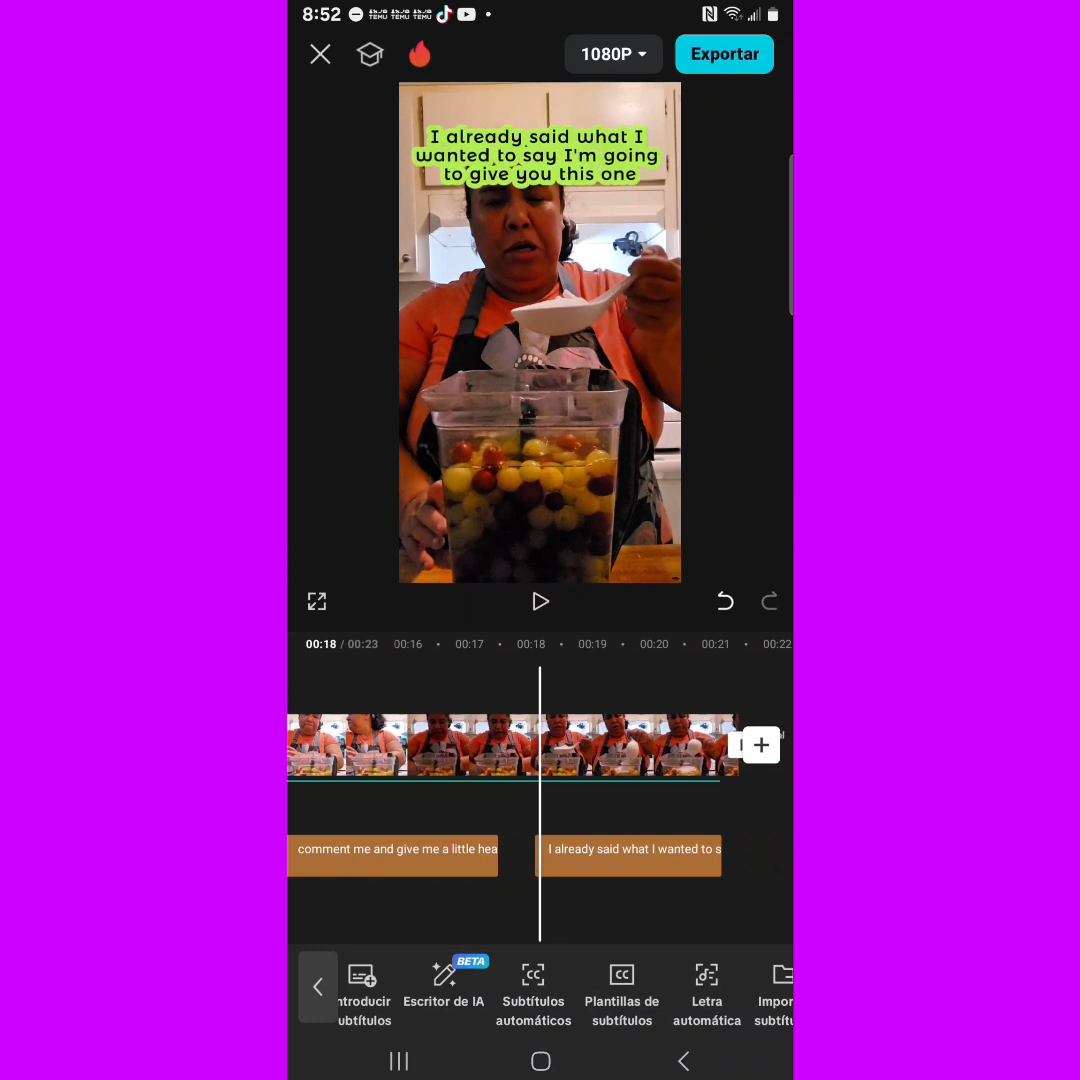 8:52
TEMU TEMU TEMU
1080P
Exportar
I already said what I
wanted to say I'm going
to give you this one
00:18 / 00:23
00:16
00:17
00:18
00:19
00:20
00:21
00:22
comment me and give me a little hea
I already said what I wanted to s
BETA
ntroducir
ubtítulos
Escritor de IA
Subtítulos
automáticos
Plantillas de
subtítulos
Letra
automática
Impor
subtítu